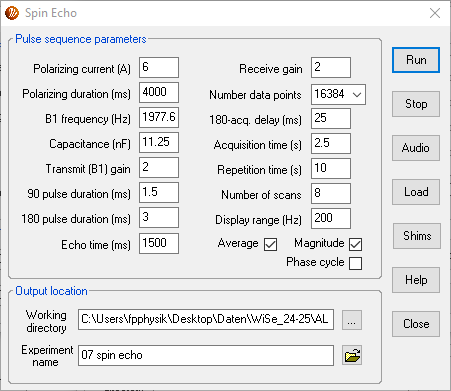 Spin Echo
Pulse sequence parameters
Polarizing current (A) 6 Receive gain 2
Polarizing duration (ms) 4000 Number data points 16384
B1 frequency (Hz) 1977.6 180-acq. delay (ms) 25
Capacitance (nF) 11.25 Acquisition time (s) 2.5
Transmit (B1) gain 2 Repetition time (s) 10
90 pulse duration (ms) 1.5 Number of scans 8
180 pulse duration (ms) 3 Display range (Hz) 200
Echo time (ms) 1500 Average Magnitude
Phase cycle
Run
Stop
Audio
Load
Shims
Help
Close
Output location
Working
directory
C:\Users\fpphysik\Desktop\Daten\WiSe_24-25\AL
...
Experiment
name
07 spin echo